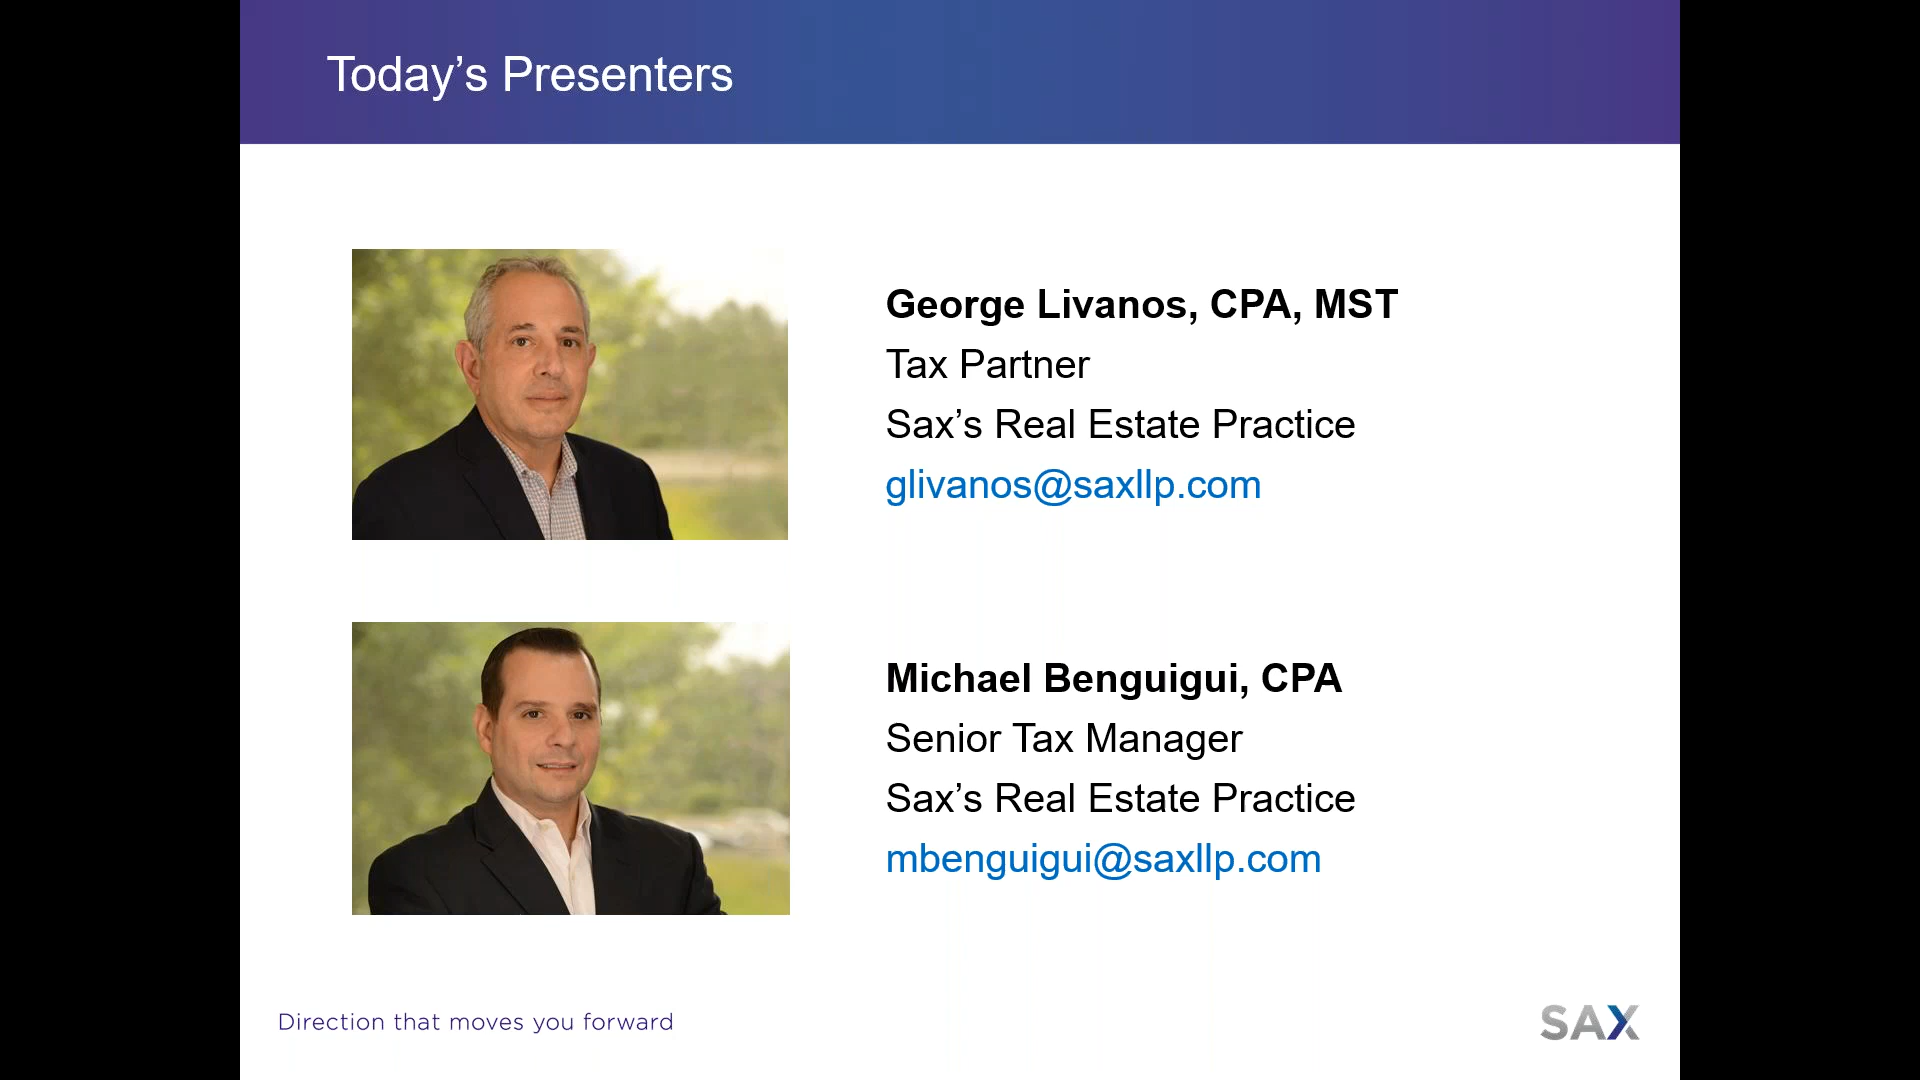 Today’s Presenters
George Livanos, CPA, MST
Tax Partner
Sax’s Real Estate Practice
glivanos@saxllp.com
Michael Benguigui, CPA
Senior Tax Manager
Sax’s Real Estate Practice
mbenguigui@saxllp.com
Direction that moves you forward
SAX